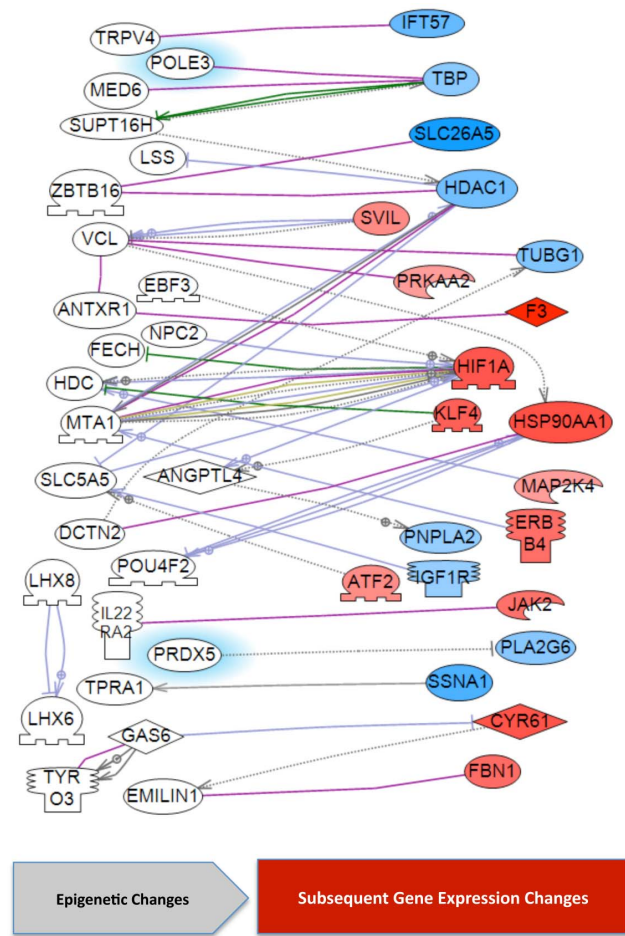 IFT57
TRPV4
POLE3
TBP
MED6
SUPT16H
SLC26A5
LSS
HDAC1
ZBTB16
SVIL
VCL
TUBG1
PRKAA2
EBF3
ANTXR1
F3
NPC2
FECH
HIF1A
HDC
KLF4
MTA1
HSP90AA1
SLC5A5
ANGPTL4
MAP2K4
ERB
B4
DCTN2
PNPLA2
POU4F2
IGF1R
ATF2
LHX8
IL22
RA2
JAK2
PRDX5
PLA2G6
TPRA1
SSNA1
LHX6
CYR61
GAS6
TYR
O3
FBN1
EMILIN1
Epigenetic Changes
Subsequent Gene Expression Changes